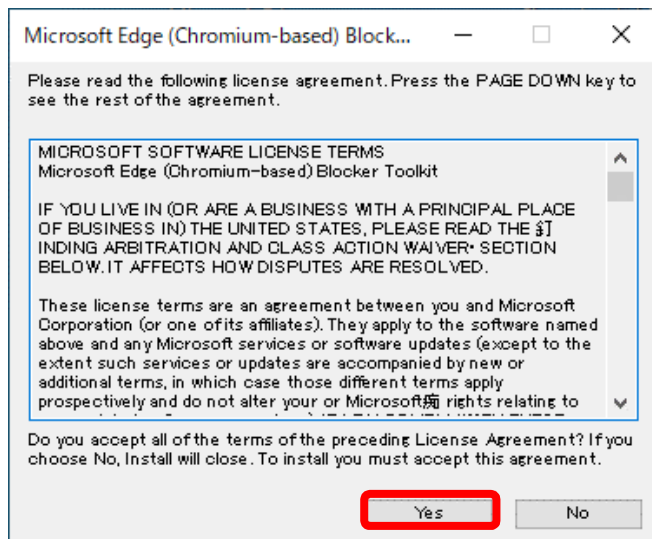 Microsoft Edge (Chromium-based) Block...
Please read the following license agreement. Press the PAGE DOWN key to
see the rest of the agreement.
MICROSOFT SOFTWARE LICENSE TERMS
Microsoft Edge (Chromium-based) Blocker Toolkit
IF YOU LIVE IN (OR ARE A BUSINESS WITH A PRINCIPAL PLACE
OF BUSINESS IN) THE UNITED STATES, PLEASE READ THE
INDING ARBITRATION AND CLASS ACTION WAIVER・ SECTION
BELOW. IT AFFECTS HOW DISPUTES ARE RESOLVED.
These license terms are an agreement between you and Microsoft
Corporation (or one of its affiliates). They apply to the software named
above and any Microsoft services or software updates (except to the
extent such services or updates are accompanied by new or
additional terms, in which case those different terms apply
prospectively and do not alter your or Microsoft痴 rights relating to
Do you accept all of the terms of the preceding License Agreement? If you
choose No, Install will close. To install you must accept this agreement.
Yes
No